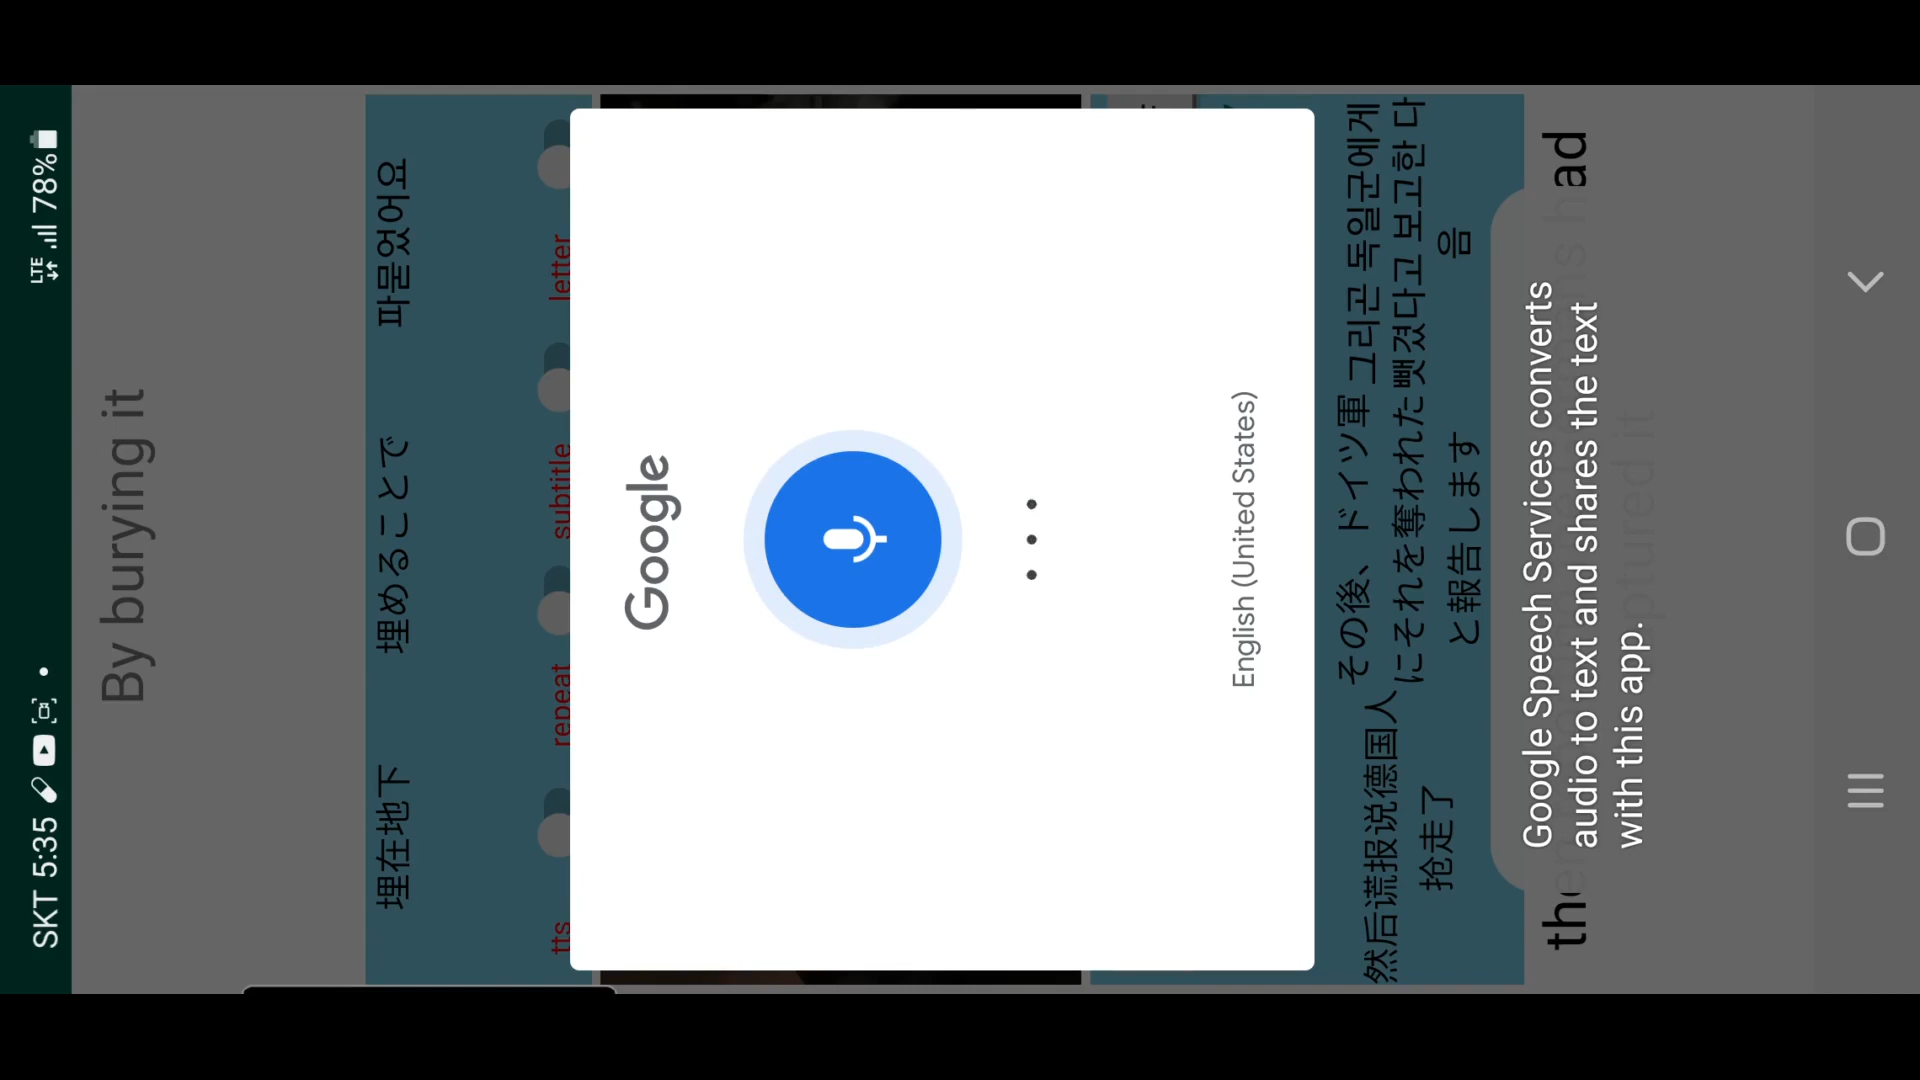 SKT 5:35
LTE 78%
By burying it
埋在地下
埋めることで
파묻었어요
tts
repeat
subtitle
letter
Google
English (United States)
然后谎报说德国人
抢走了
その後、ドイツ軍
にそれを奪われた
と報告します
그리곤 독일군에게
뺏겼다고 보고한 다
음
ad
Google Speech Services converts
audio to text and shares the text
with this app.